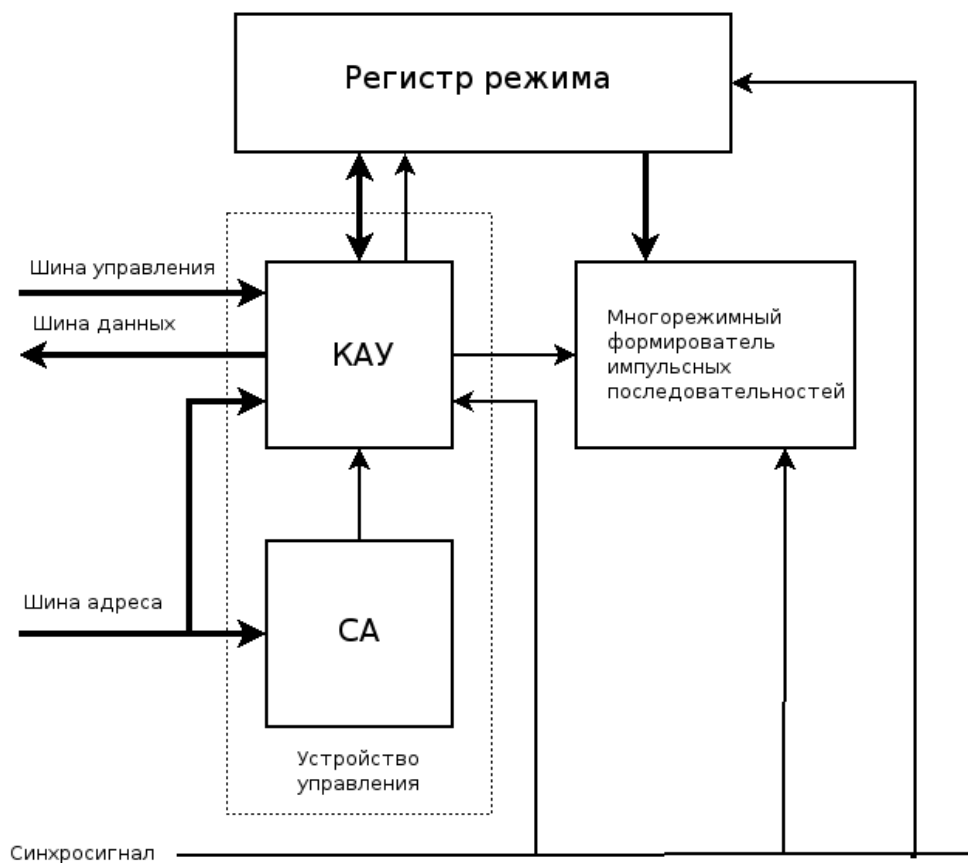 Регистр режима
Шина управления
Шина данных
КАУ
Многорежимный
формирователь
импульсных
последовательностей
Шина адреса
СА
Устройство
управления
Синхросигнал